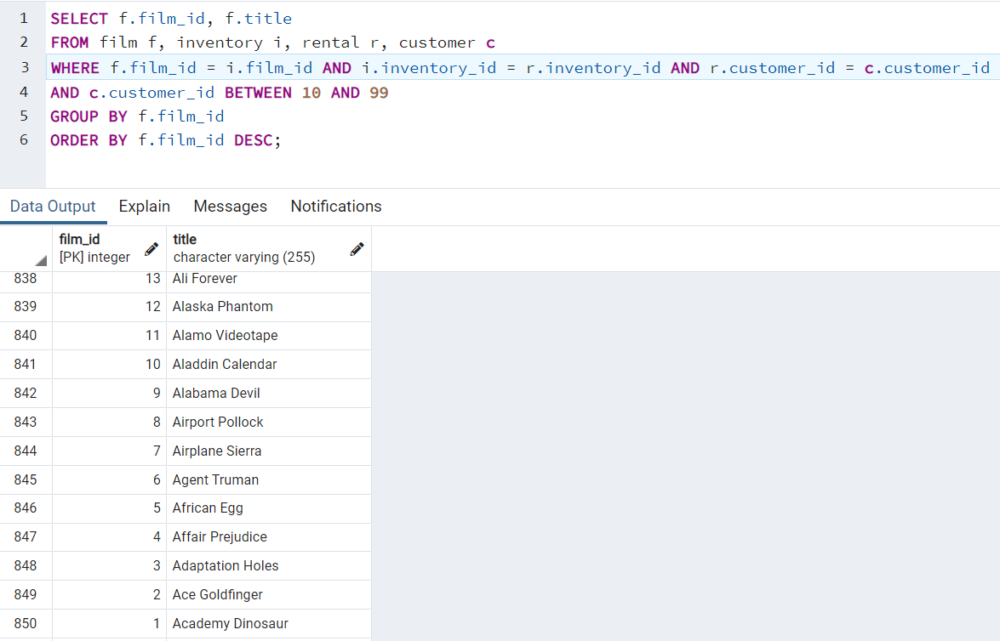 1 SELECT f.film_id, f.title
2 FROM film f, inventory i, rental r, customer c
3 WHERE f.film_id = i.film_id AND i.inventory_id = r.inventory_id AND r.customer_id = c.customer_id
4 AND c.customer_id BETWEEN 10 AND 99
5 GROUP BY f.film_id
6 ORDER BY f.film_id DESC;
Data Output Explain Messages Notifications
film_id title
[PK] integer character varying (255)
838 13 Ali Forever
839 12 Alaska Phantom
840 11 Alamo Videotape
841 10 Aladdin Calendar
842 9 Alabama Devil
843 8 Airport Pollock
844 7 Airplane Sierra
845 6 Agent Truman
846 5 African Egg
847 4 Affair Prejudice
848 3 Adaptation Holes
849 2 Ace Goldfinger
850 1 Academy Dinosaur